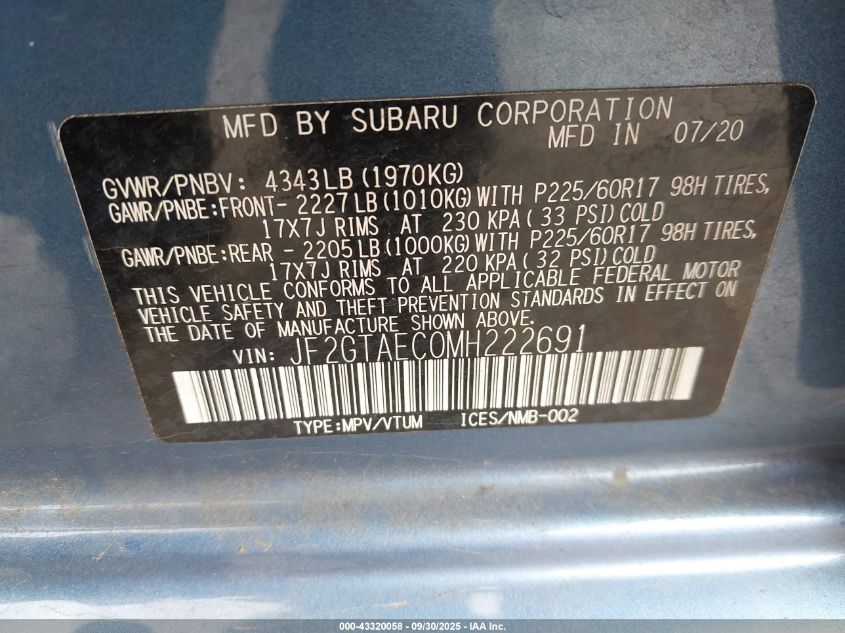 MFD BY SUBARU CORPORATION
MFD IN 07/20
GVWR/PNBV: 4343LB(1970KG)
GAWR/PNBE:FRONT- 2227LB(1010KG)WITH P225/60R17 98H TIRES,
17X7J RIMS AT 230 KPA(33 PSI)COLD
GAWR/PNBE:REAR - 2205LB(1000KG)WITH P225/60R17 98H TIRES,
17X7J RIMS AT 220 KPA(32 PSI)COLD
THIS VEHICLE CONFORMS TO ALL APPLICABLE FEDERAL MOTOR
VEHICLE SAFETY AND THEFT PREVENTION STANDARDS IN EFFECT ON
THE DATE OF MANUFACTURE SHOWN ABOVE.
VIN: JF2GTAEC0MH222691
TYPE:MPV/VTUM ICES/NMB-002
000-43320058 - 09/30/2025 - IAA Inc.